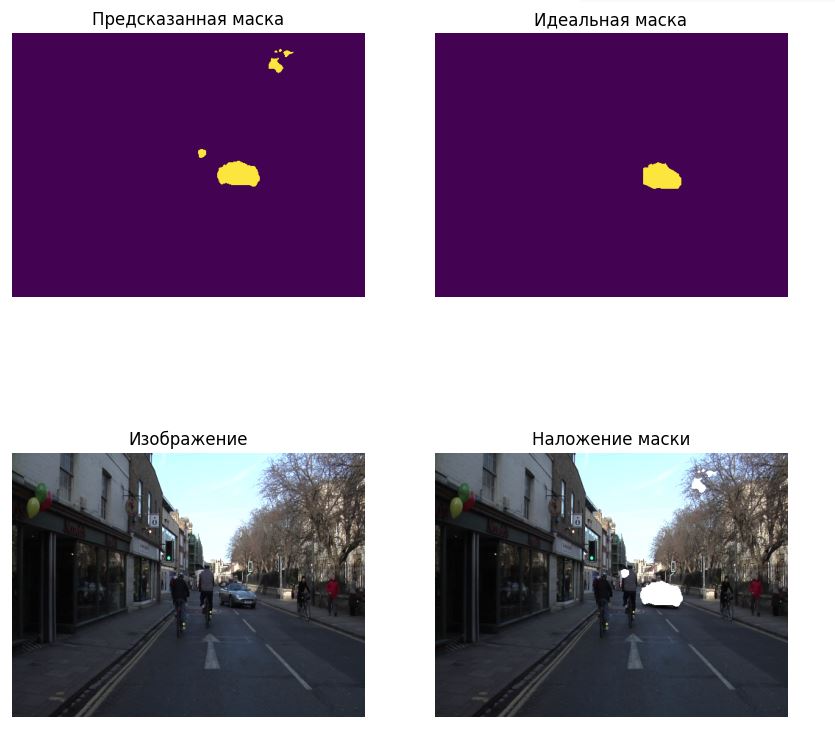 Предсказанная маска
Идеальная маска
Изображение
Наложение маски